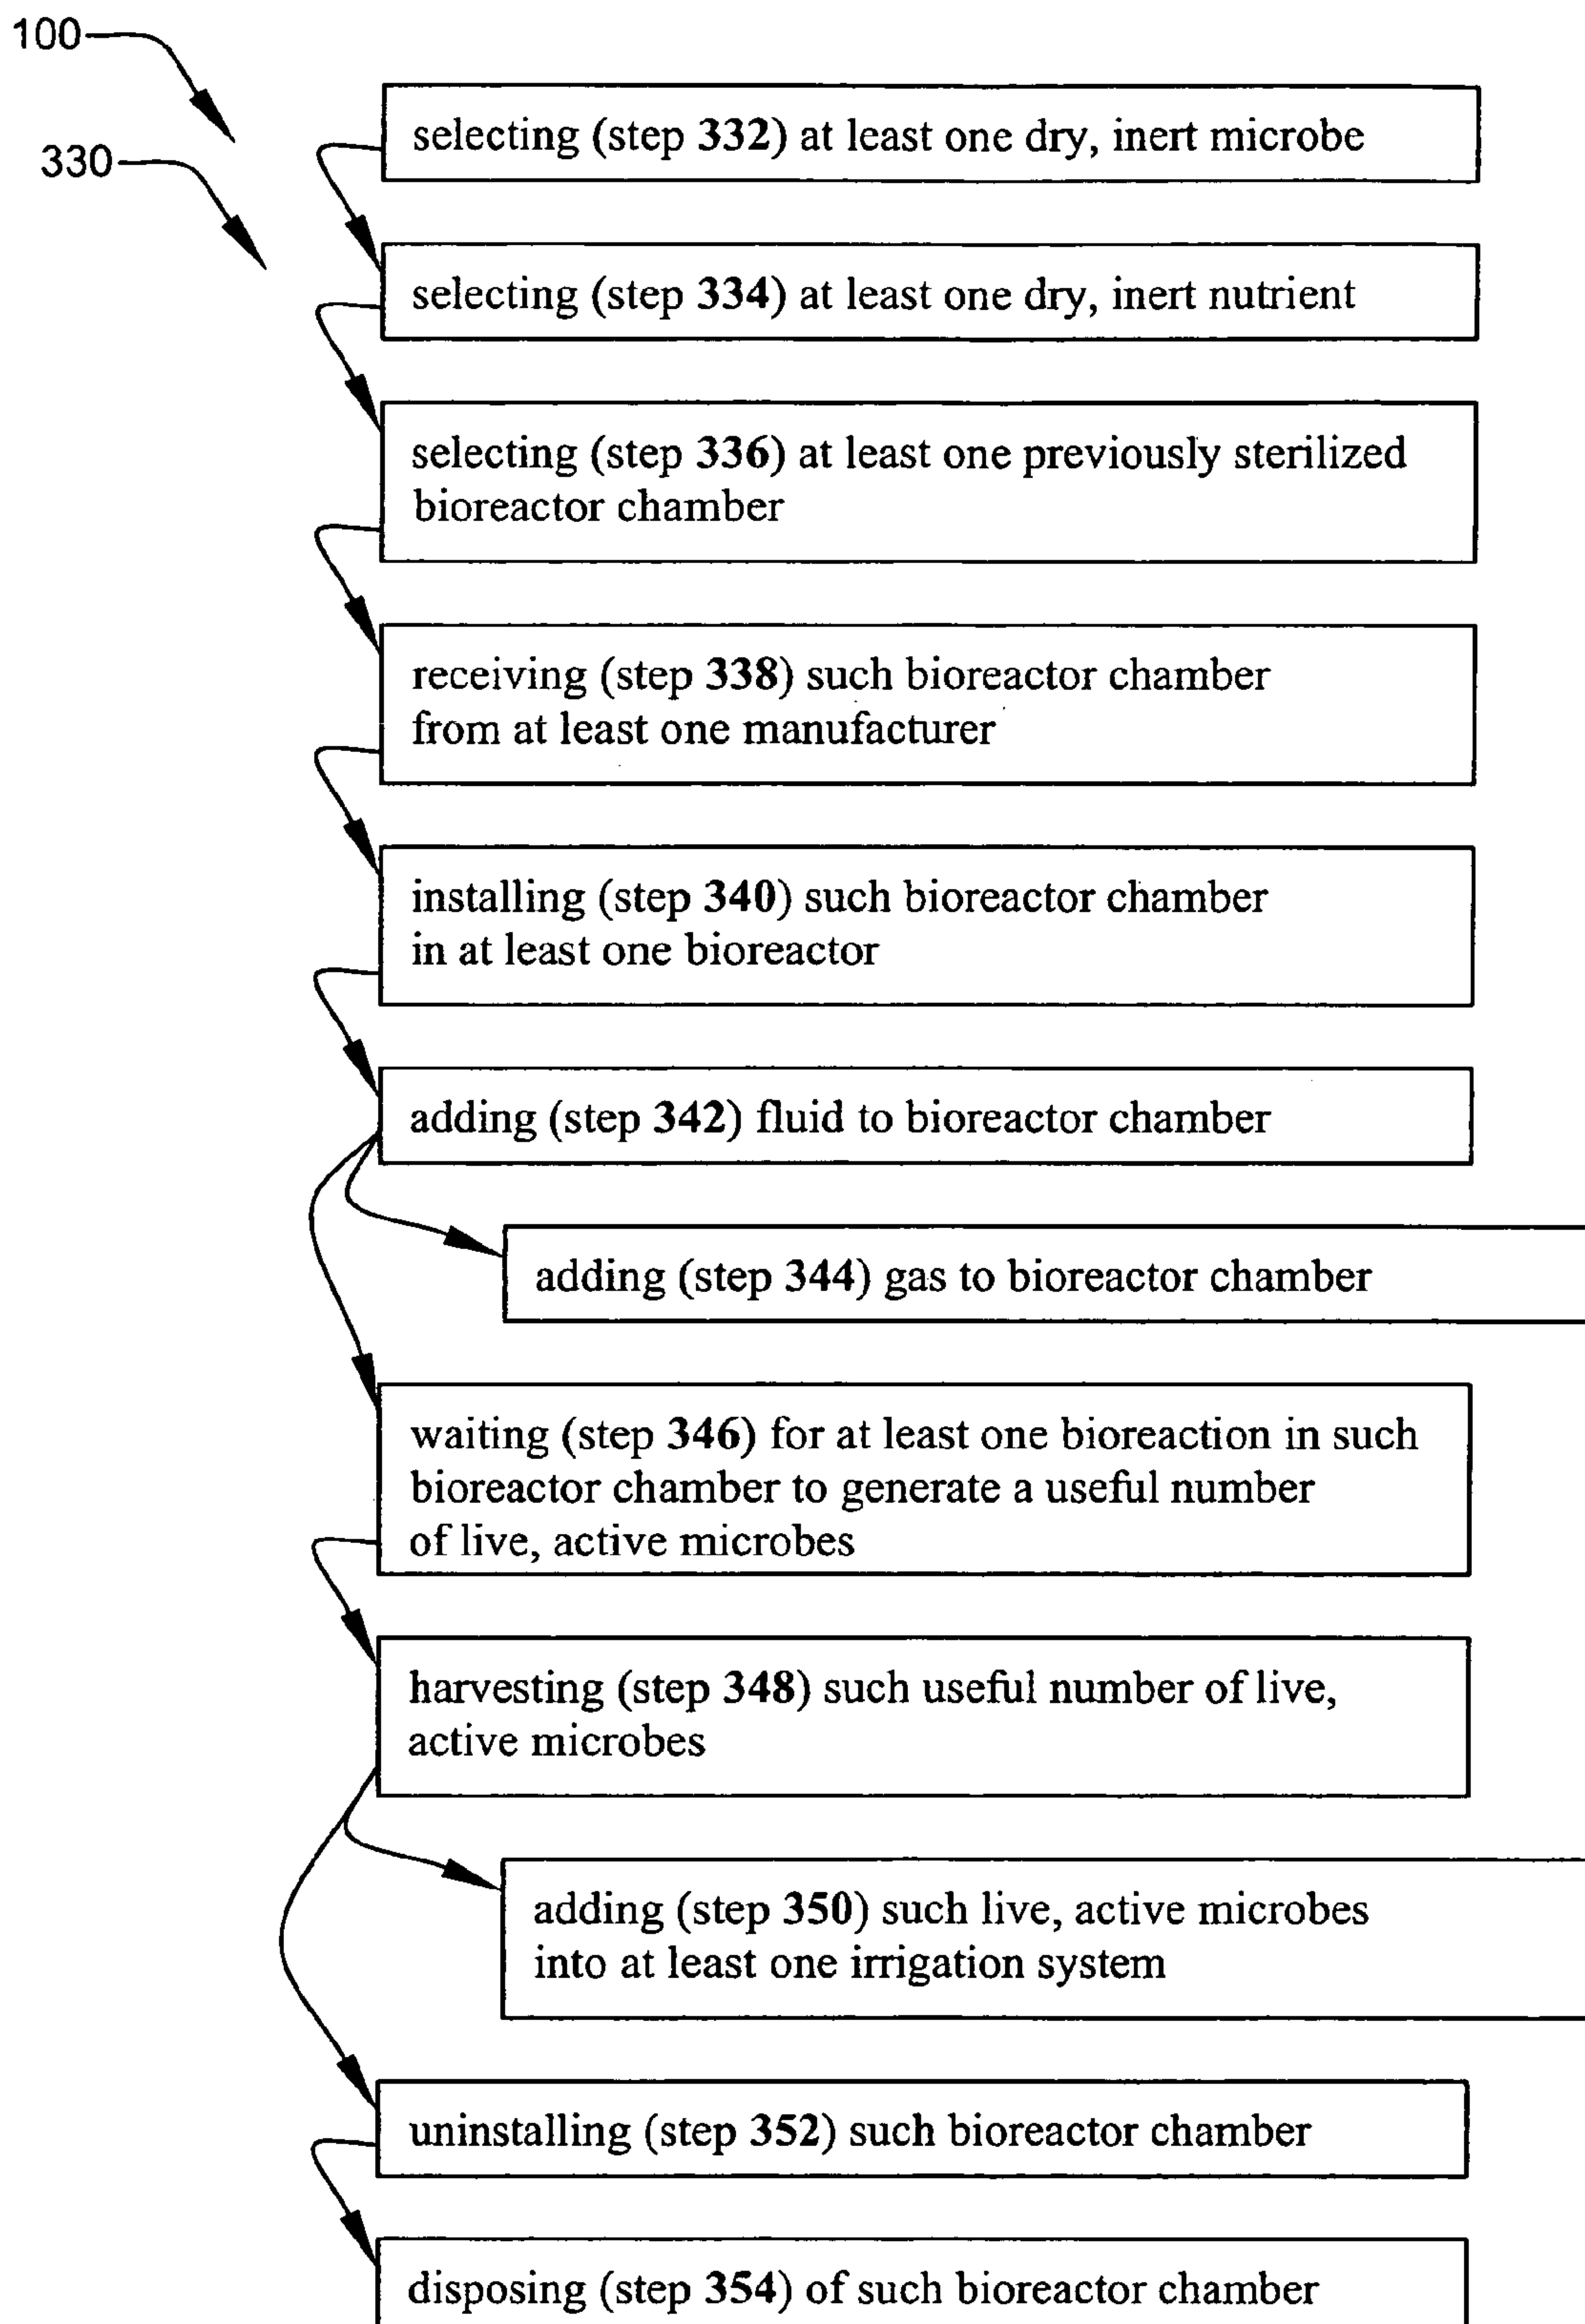 100
330
selecting (step 332) at least one dry, inert microbe
selecting (step 334) at least one dry, inert nutrient
selecting (step 336) at least one previously sterilized
bioreactor chamber
receiving (step 338) such bioreactor chamber
from at least one manufacturer
installing (step 340) such bioreactor chamber
in at least one bioreactor
adding (step 342) fluid to bioreactor chamber
adding (step 344) gas to bioreactor chamber
waiting (step 346) for at least one bioreaction in such
bioreactor chamber to generate a useful number
of live, active microbes
harvesting (step 348) such useful number of live,
active microbes
adding (step 350) such live, active microbes
into at least one irrigation system
uninstalling (step 352) such bioreactor chamber
disposing (step 354) of such bioreactor chamber